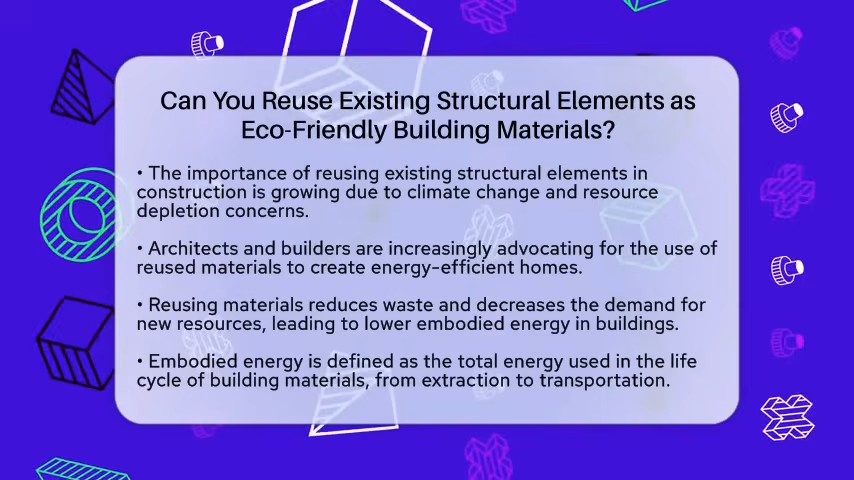 Can You Reuse Existing Structural Elements as
Eco-Friendly Building Materials?
• The importance of reusing existing structural elements in
construction is growing due to climate change and resource
depletion concerns.
• Architects and builders are increasingly advocating for the use of
reused materials to create energy-efficient homes.
• Reusing materials reduces waste and decreases the demand for
new resources, leading to lower embodied energy in buildings.
• Embodied energy is defined as the total energy used in the life
cycle of building materials, from extraction to transportation.